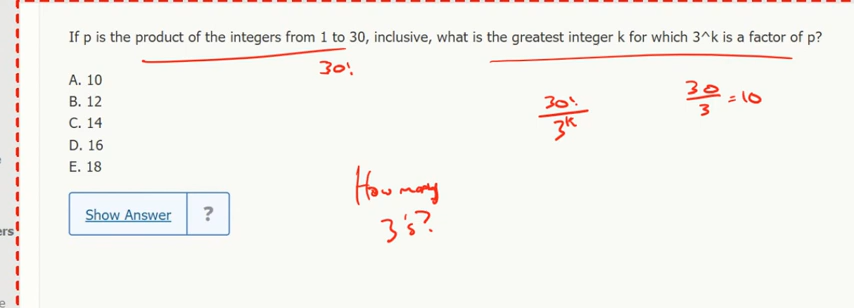 If p is the product of the integers from 1 to 30, inclusive, what is the greatest integer k for which 3^k is a factor of p?
30!
A. 10
B. 12
C. 14
D. 16
E. 18
30!
3^k
30
3
= 10
How many
3's?
Show Answer
?
ers
e